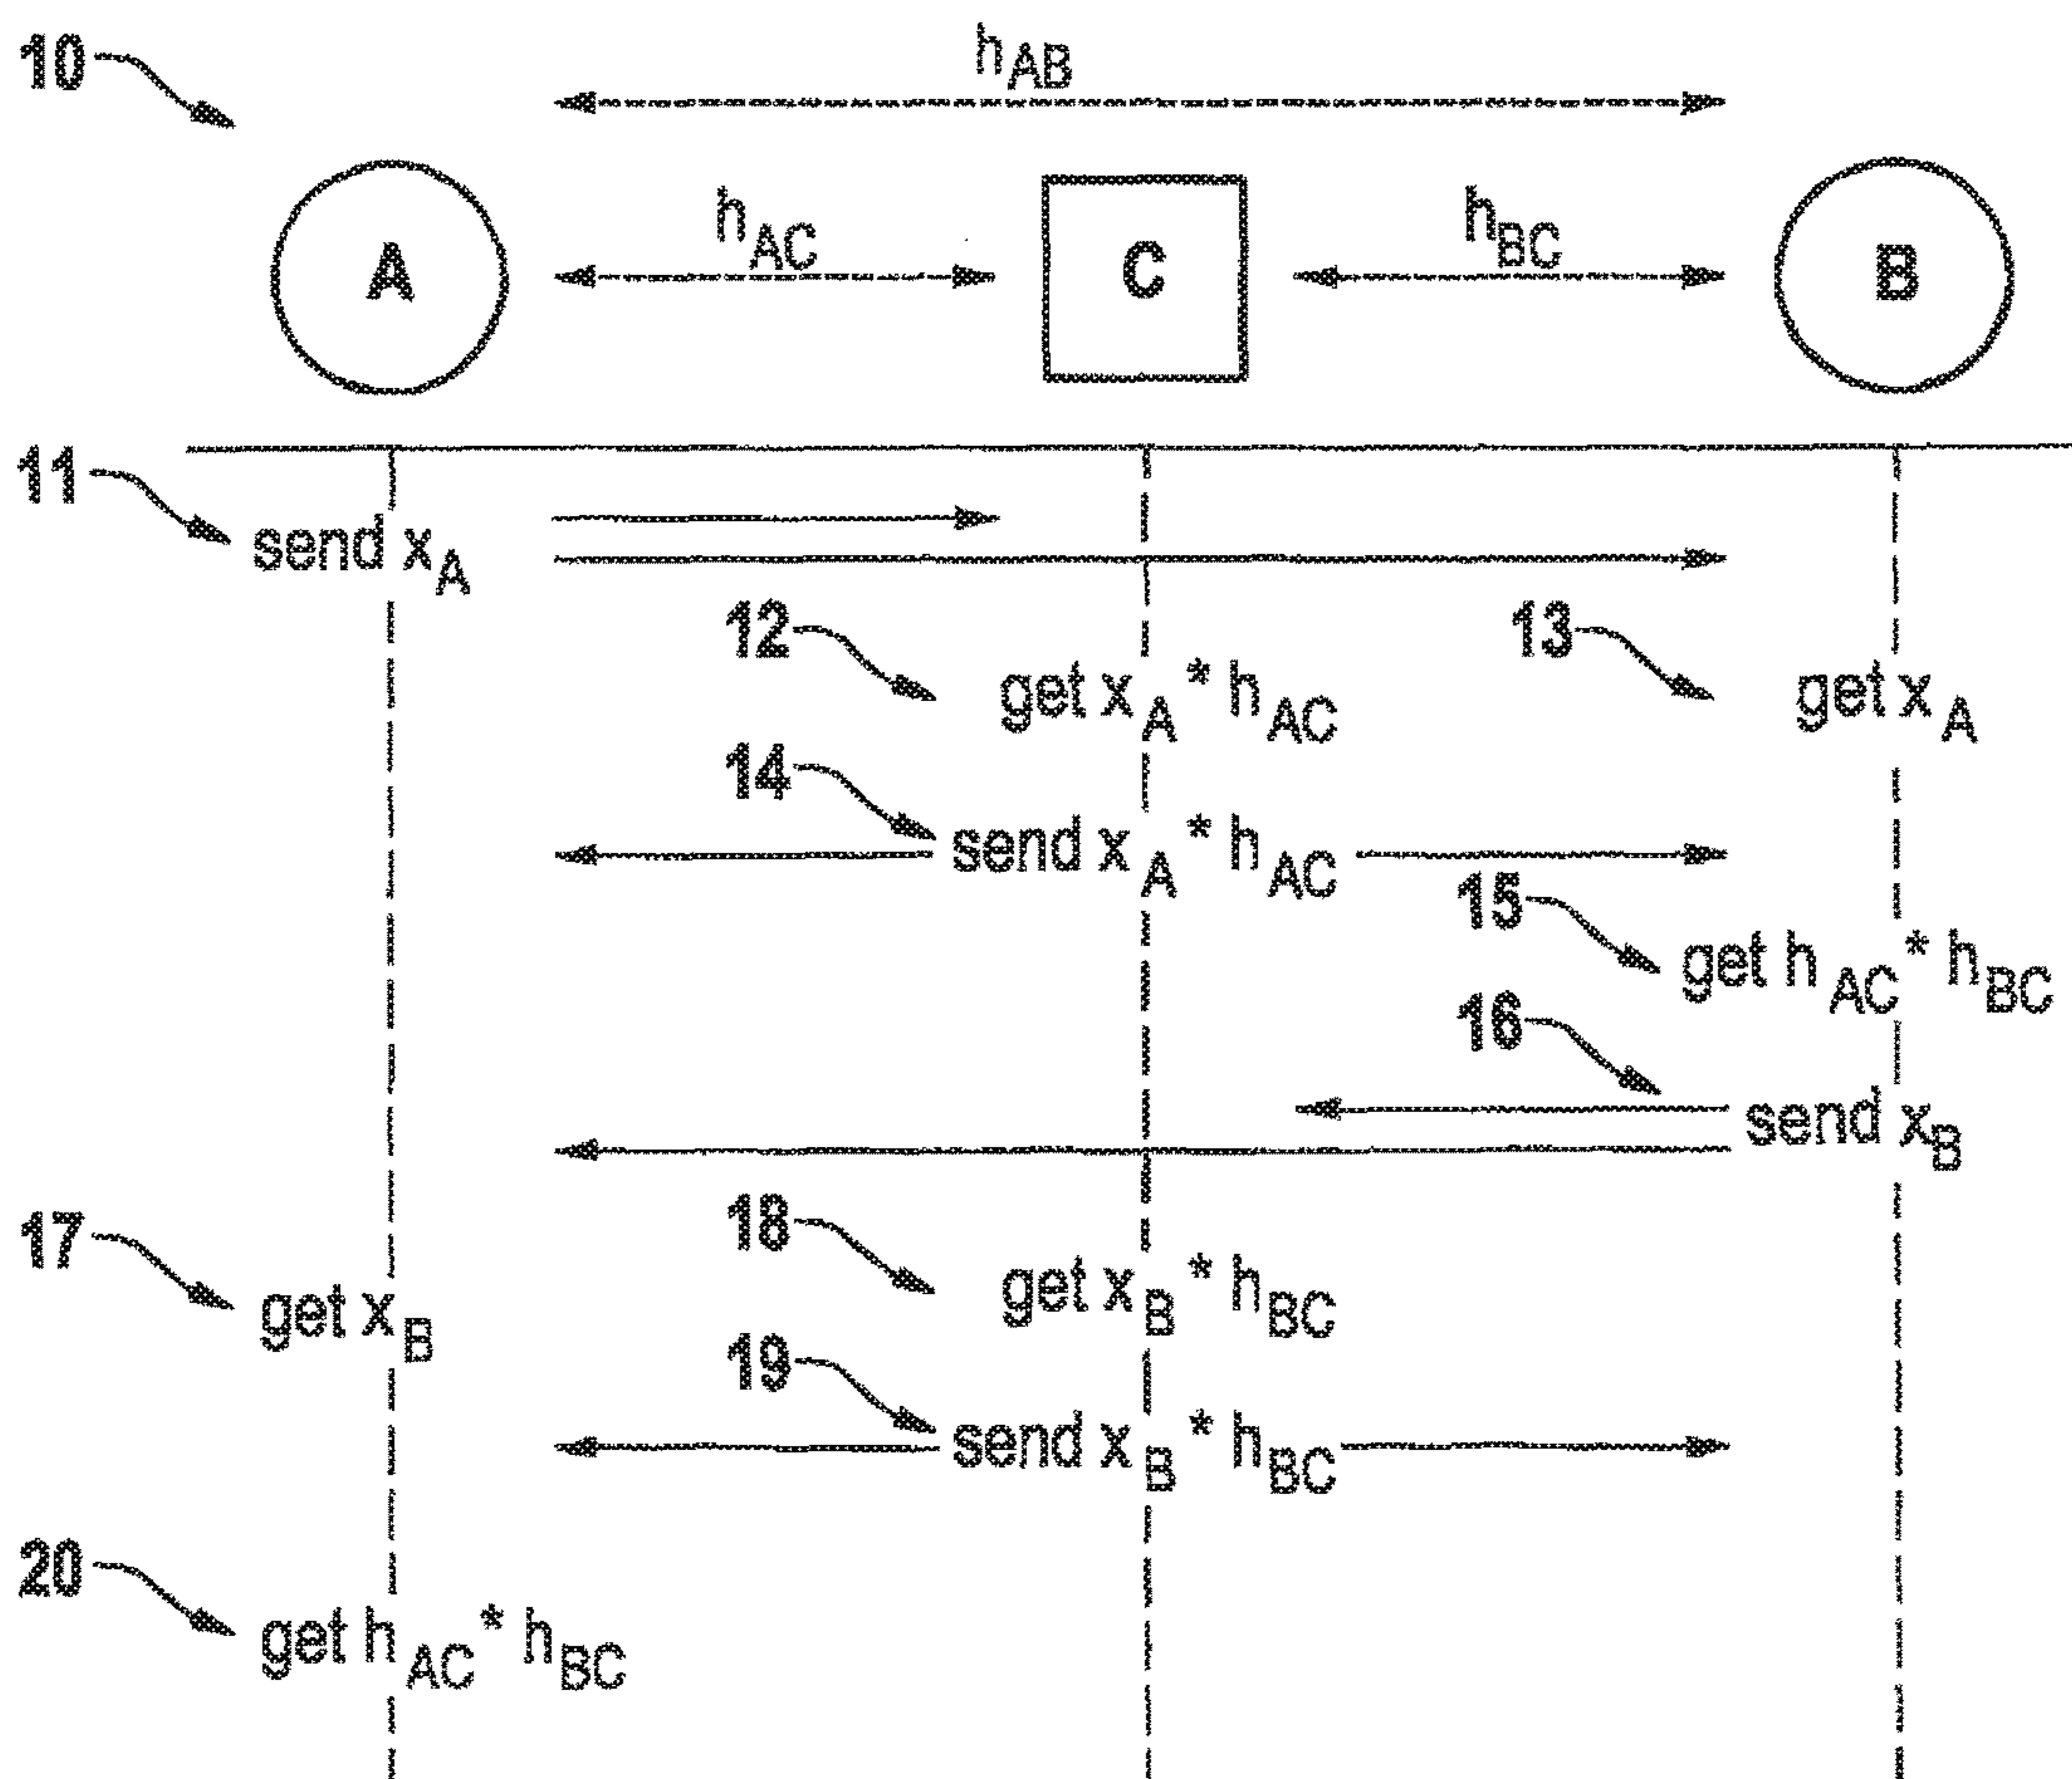 10
h_AB
A
h_AC
C
h_BC
B
11
send x_A
12
get x_A * h_AC
13
get x_A
14
send x_A * h_AC
15
get h_AC * h_BC
16
send x_B
17
get x_B
18
get x_B * h_BC
19
send x_B * h_BC
20
get h_AC * h_BC